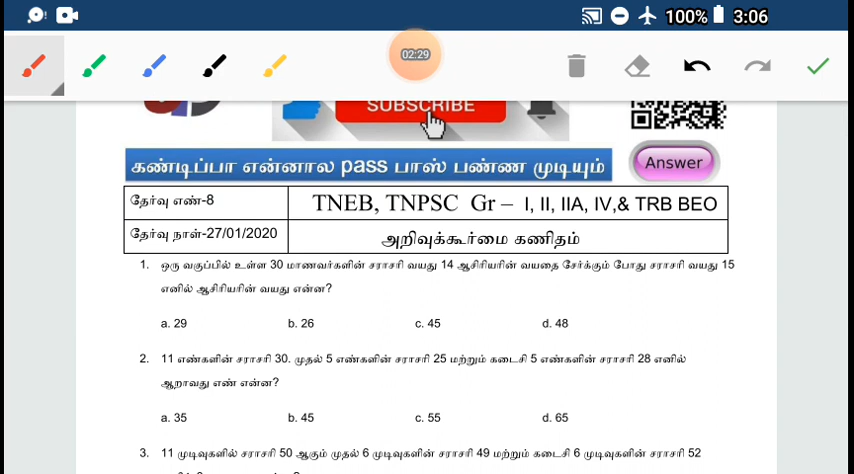 100% 3:06
02:29
SUBSCRIBE
கண்டிப்பா என்னால pass பாஸ் பண்ண முடியும்
Answer
தேர்வு எண்-8
TNEB, TNPSC Gr – I, II, IIA, IV,& TRB BEO
தேர்வு நாள்-27/01/2020
அறிவுக்கூர்மை கணிதம்
1. ஒரு வகுப்பில் உள்ள 30 மாணவர்களின் சராசரி வயது 14 ஆசிரியரின் வயதை சேர்க்கும் போது சராசரி வயது 15
எனில் ஆசிரியரின் வயது என்ன?
a. 29 b. 26 c. 45 d. 48
2. 11 எண்களின் சராசரி 30. முதல் 5 எண்களின் சராசரி 25 மற்றும் கடைசி 5 எண்களின் சராசரி 28 எனில்
ஆறாவது எண் என்ன?
a. 35 b. 45 c. 55 d. 65
3. 11 முடிவுகளில் சராசரி 50 ஆகும் முதல் 6 முடிவுகளின் சராசரி 49 மற்றும் கடைசி 6 முடிவுகளின் சராசரி 52